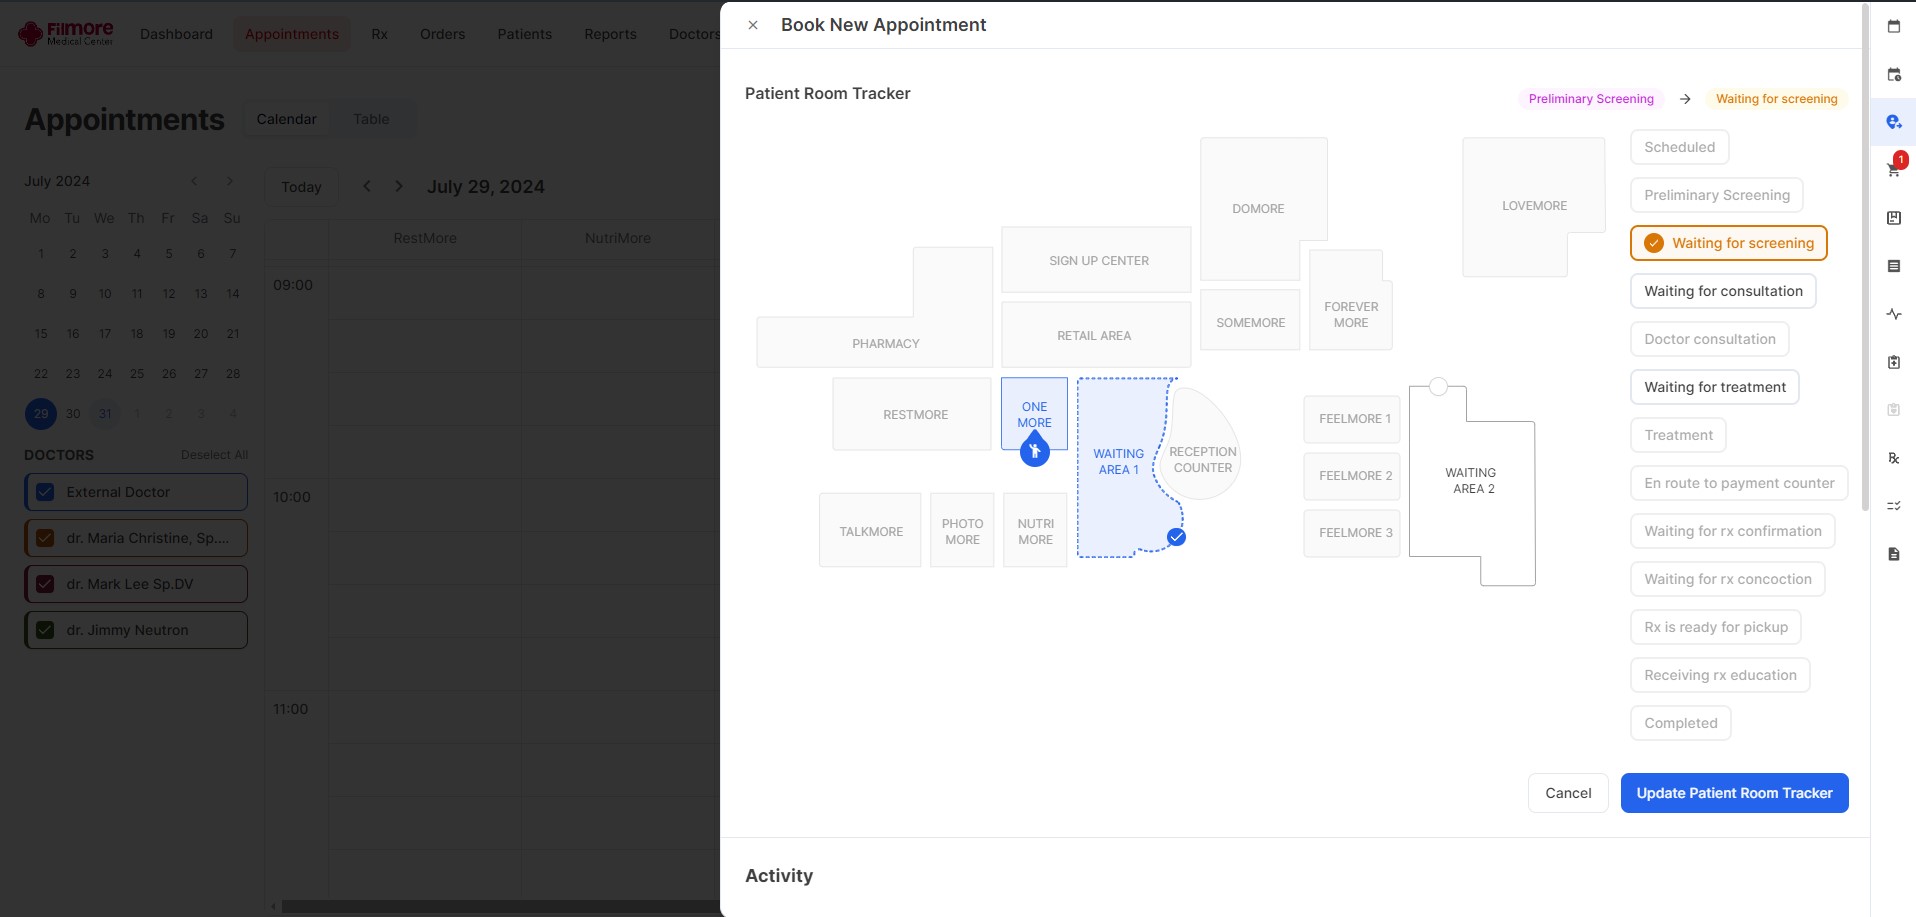 Filmore
Medical Center
Dashboard
Appointments
Rx
Orders
Patients
Reports
Doctors
Appointments
Calendar
Table
July 2024
Mo Tu We Th Fr Sa Su
1 2 3 4 5 6 7
8 9 10 11 12 13 14
15 16 17 18 19 20 21
22 23 24 25 26 27 28
29 30 31 1 2 3 4
DOCTORS
Deselect All
External Doctor
dr. Maria Christine, Sp....
dr. Mark Lee Sp.DV
dr. Jimmy Neutron
Today
July 29, 2024
RestMore
NutriMore
09:00
10:00
11:00
Book New Appointment
Patient Room Tracker
Preliminary Screening
Waiting for screening
DOMORE
LOVEMORE
SIGN UP CENTER
RETAIL AREA
SOMEMORE
FOREVER
MORE
PHARMACY
RESTMORE
ONE
MORE
WAITING
AREA 1
RECEPTION
COUNTER
FEELMORE 1
FEELMORE 2
FEELMORE 3
WAITING
AREA 2
TALKMORE
PHOTO
MORE
NUTRI
MORE
Scheduled
Preliminary Screening
Waiting for screening
Waiting for consultation
Doctor consultation
Waiting for treatment
Treatment
En route to payment counter
Waiting for rx confirmation
Waiting for rx concoction
Rx is ready for pickup
Receiving rx education
Completed
Cancel
Update Patient Room Tracker
Activity
1